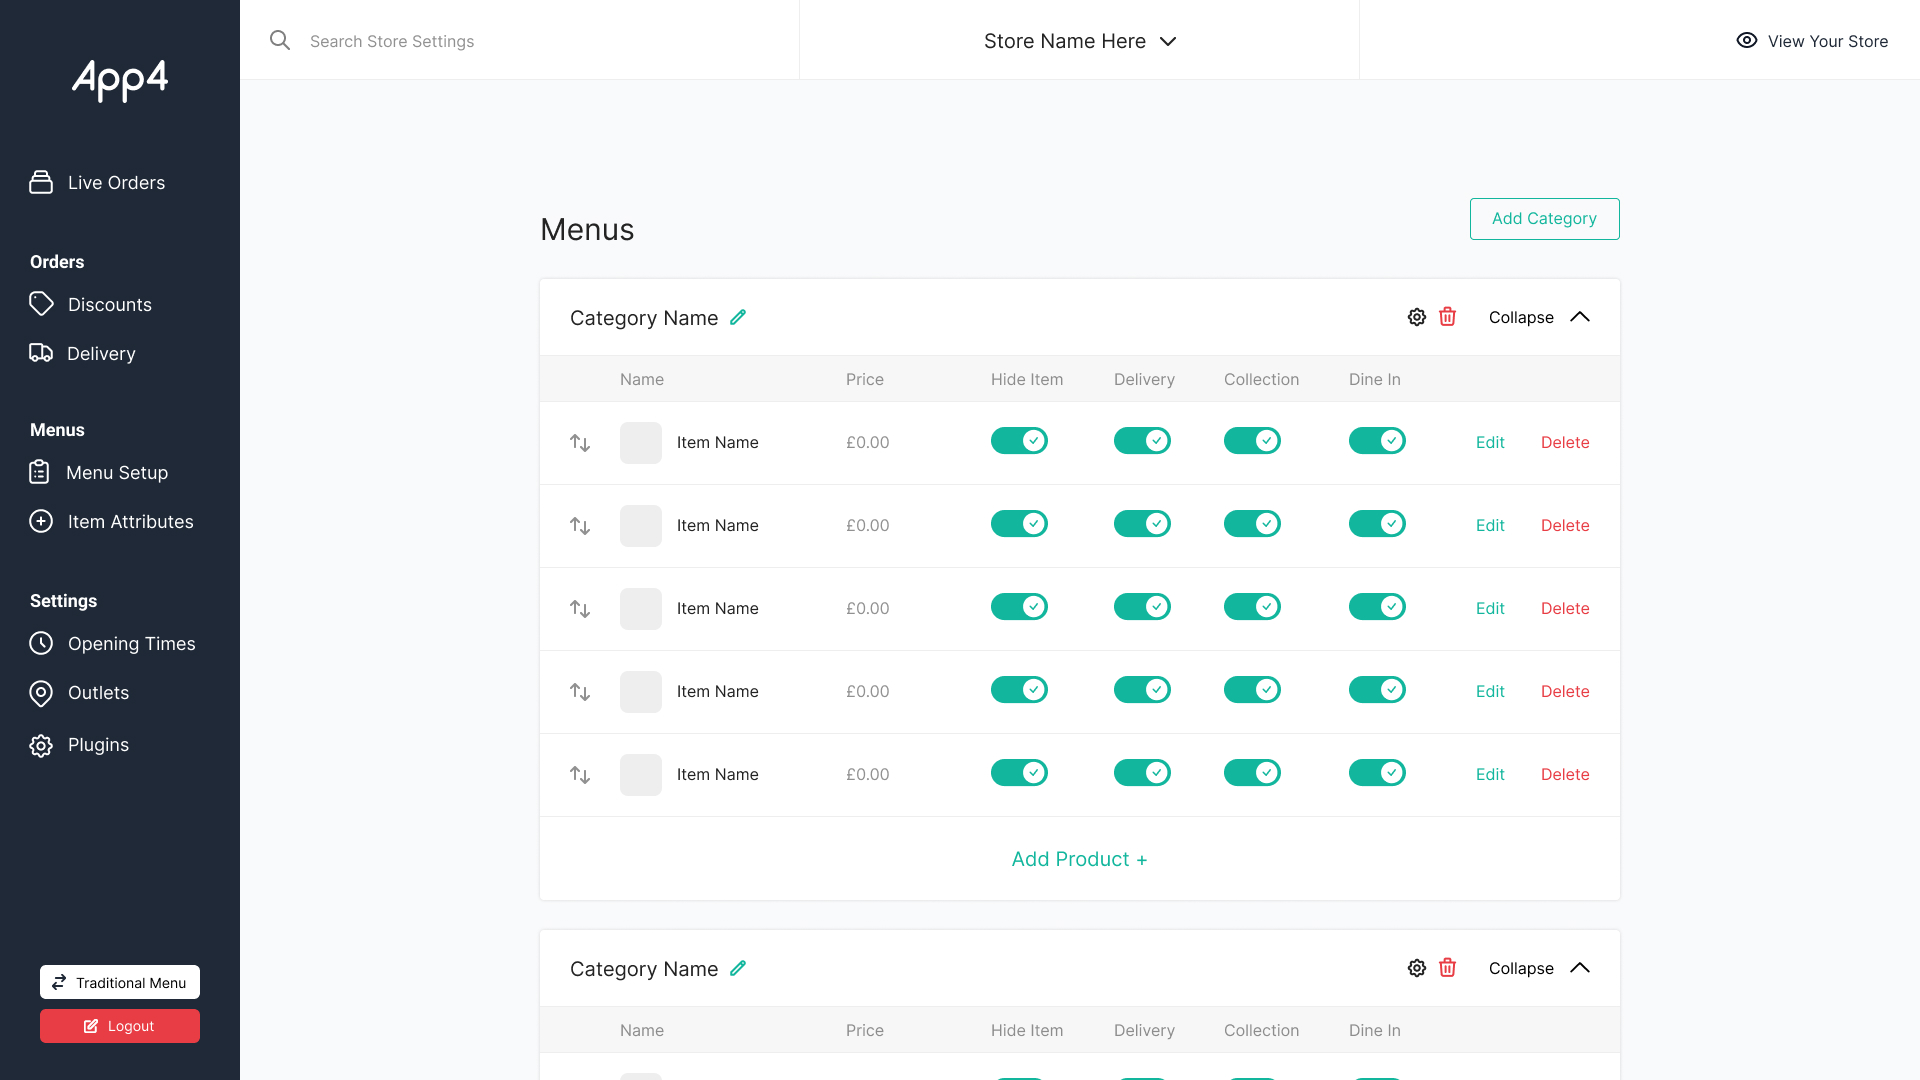 App4
Search Store Settings
Store Name Here
View Your Store
Live Orders
Orders
Discounts
Delivery
Menus
Menu Setup
Item Attributes
Settings
Opening Times
Outlets
Plugins
Traditional Menu
Logout
Menus
Add Category
Category Name
Collapse
Name Price Hide Item Delivery Collection Dine In
Item Name £0.00 Edit Delete
Item Name £0.00 Edit Delete
Item Name £0.00 Edit Delete
Item Name £0.00 Edit Delete
Item Name £0.00 Edit Delete
Add Product +
Category Name
Collapse
Name Price Hide Item Delivery Collection Dine In